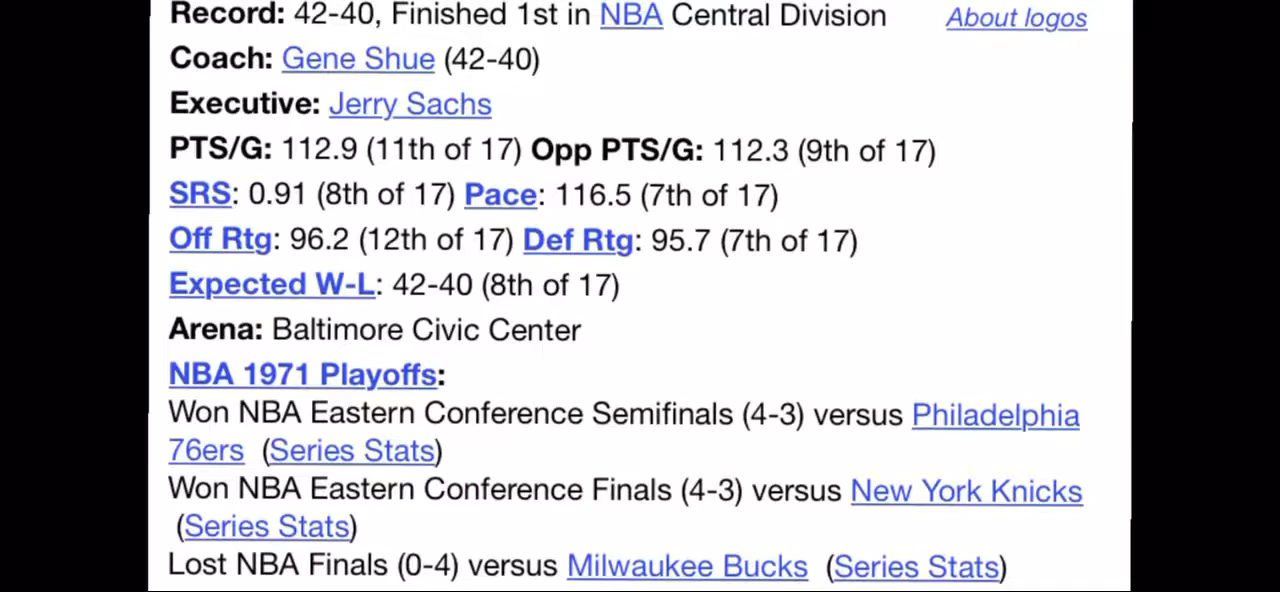 Record: 42-40, Finished 1st in NBA Central Division
About logos
Coach: Gene Shue (42-40)
Executive: Jerry Sachs
PTS/G: 112.9 (11th of 17) Opp PTS/G: 112.3 (9th of 17)
SRS: 0.91 (8th of 17) Pace: 116.5 (7th of 17)
Off Rtg: 96.2 (12th of 17) Def Rtg: 95.7 (7th of 17)
Expected W-L: 42-40 (8th of 17)
Arena: Baltimore Civic Center
NBA 1971 Playoffs:
Won NBA Eastern Conference Semifinals (4-3) versus Philadelphia
76ers (Series Stats)
Won NBA Eastern Conference Finals (4-3) versus New York Knicks
(Series Stats)
Lost NBA Finals (0-4) versus Milwaukee Bucks (Series Stats)